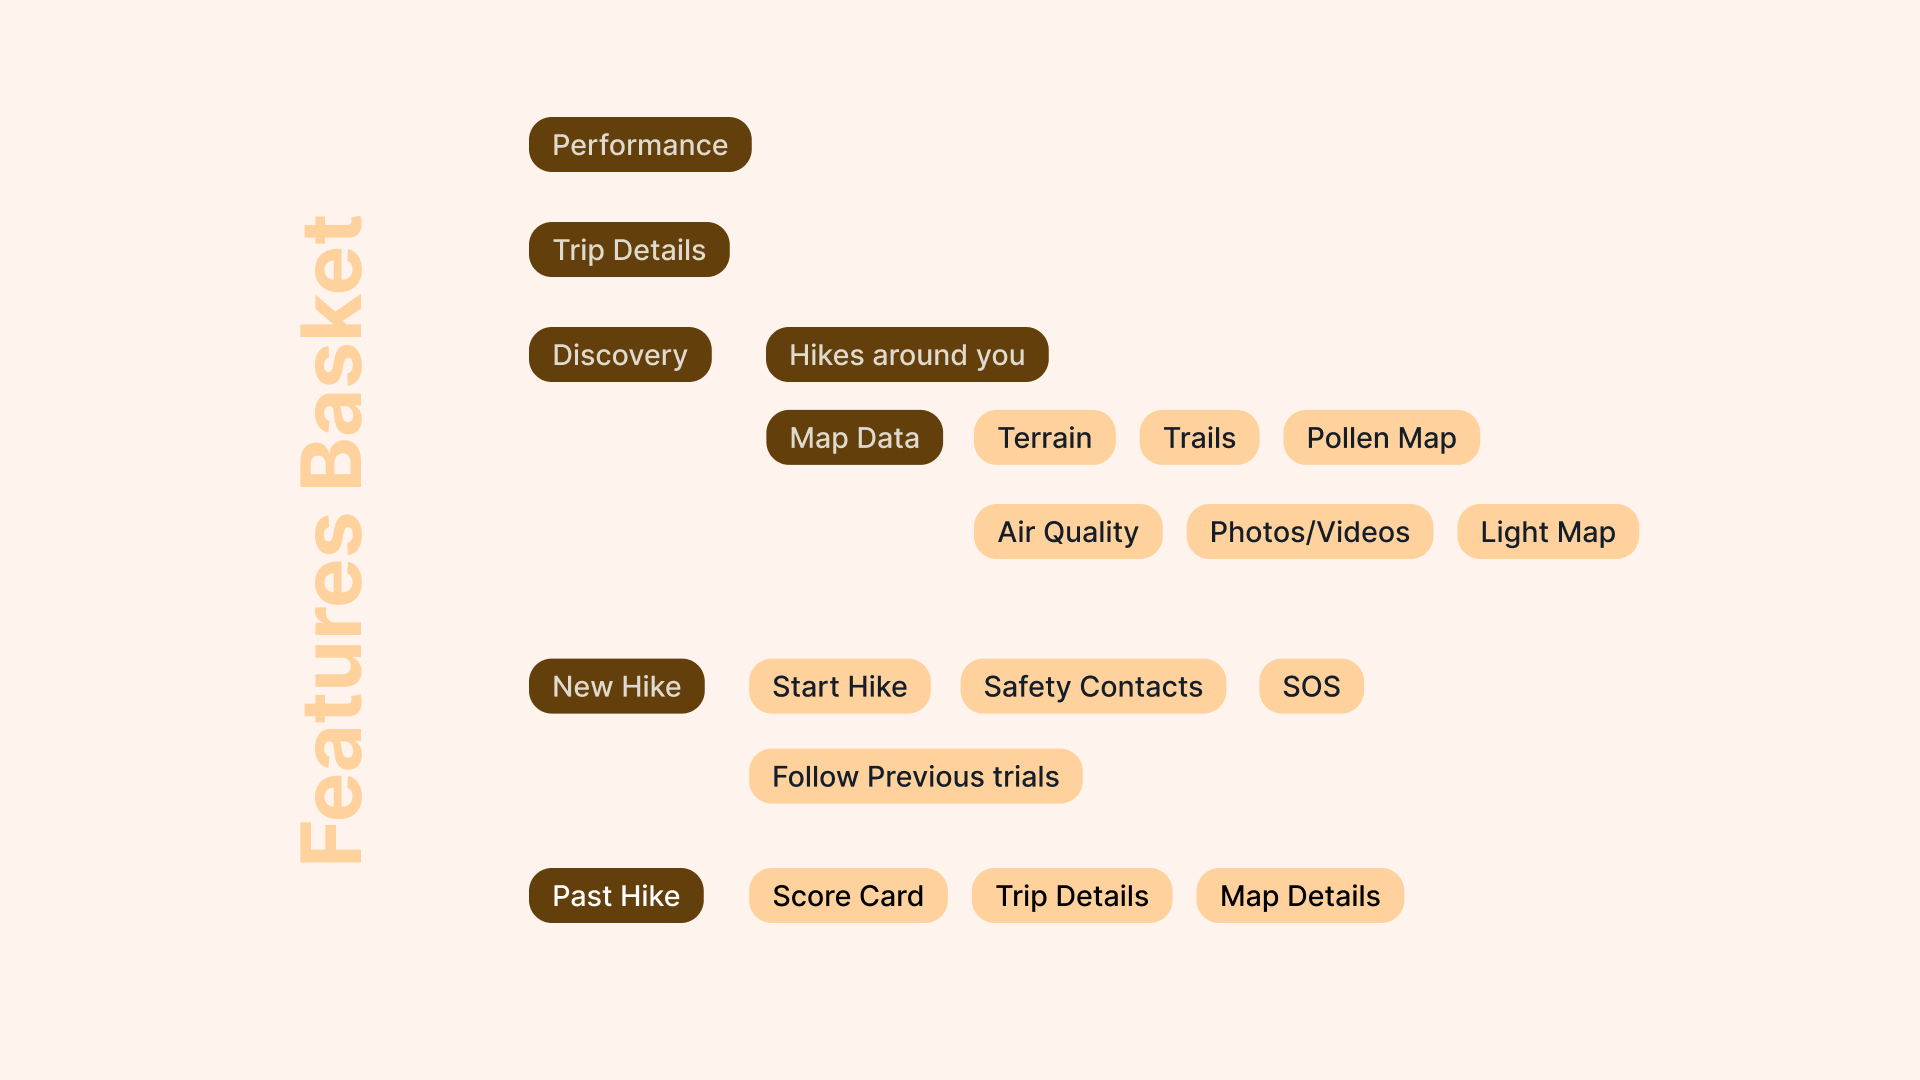 Features Basket
Performance
Trip Details
Discovery Hikes around you
Map Data Terrain Trails Pollen Map
Air Quality Photos/Videos Light Map
New Hike Start Hike Safety Contacts SOS
Follow Previous trials
Past Hike Score Card Trip Details Map Details